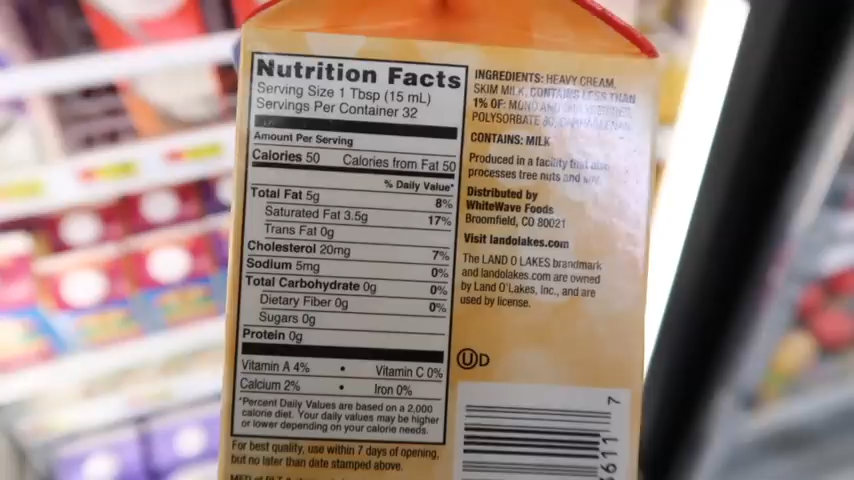 Nutrition Facts
Serving Size 1 Tbsp (15 mL)
Servings Per Container 32
Amount Per Serving
Calories 50 Calories from Fat 50
% Daily Value*
Total Fat 5g 8%
Saturated Fat 3.5g 17%
Trans Fat 0g
Cholesterol 20mg 7%
Sodium 5mg 0%
Total Carbohydrate 0g 0%
Dietary Fiber 0g 0%
Sugars 0g
Protein 0g
Vitamin A 4% • Vitamin C 0%
Calcium 2% • Iron 0%
*Percent Daily Values are based on a 2,000
calorie diet. Your daily values may be higher
or lower depending on your calorie needs.
For best quality, use within 7 days of opening,
but no later than date stamped above.
INGREDIENTS: HEAVY CREAM,
SKIM MILK, CONTAINS LESS THAN
1% OF: MONO AND
POLYSORBATE 80,
CONTAINS: MILK
Produced in a facility that also
processes tree nuts and soy.
Distributed by
WhiteWave Foods
Broomfield, CO 80021
Visit landolakes.com
The LAND O LAKES brandmark
and landolakes.com are owned
by Land O'Lakes, Inc., and are
used by license.
UD
7